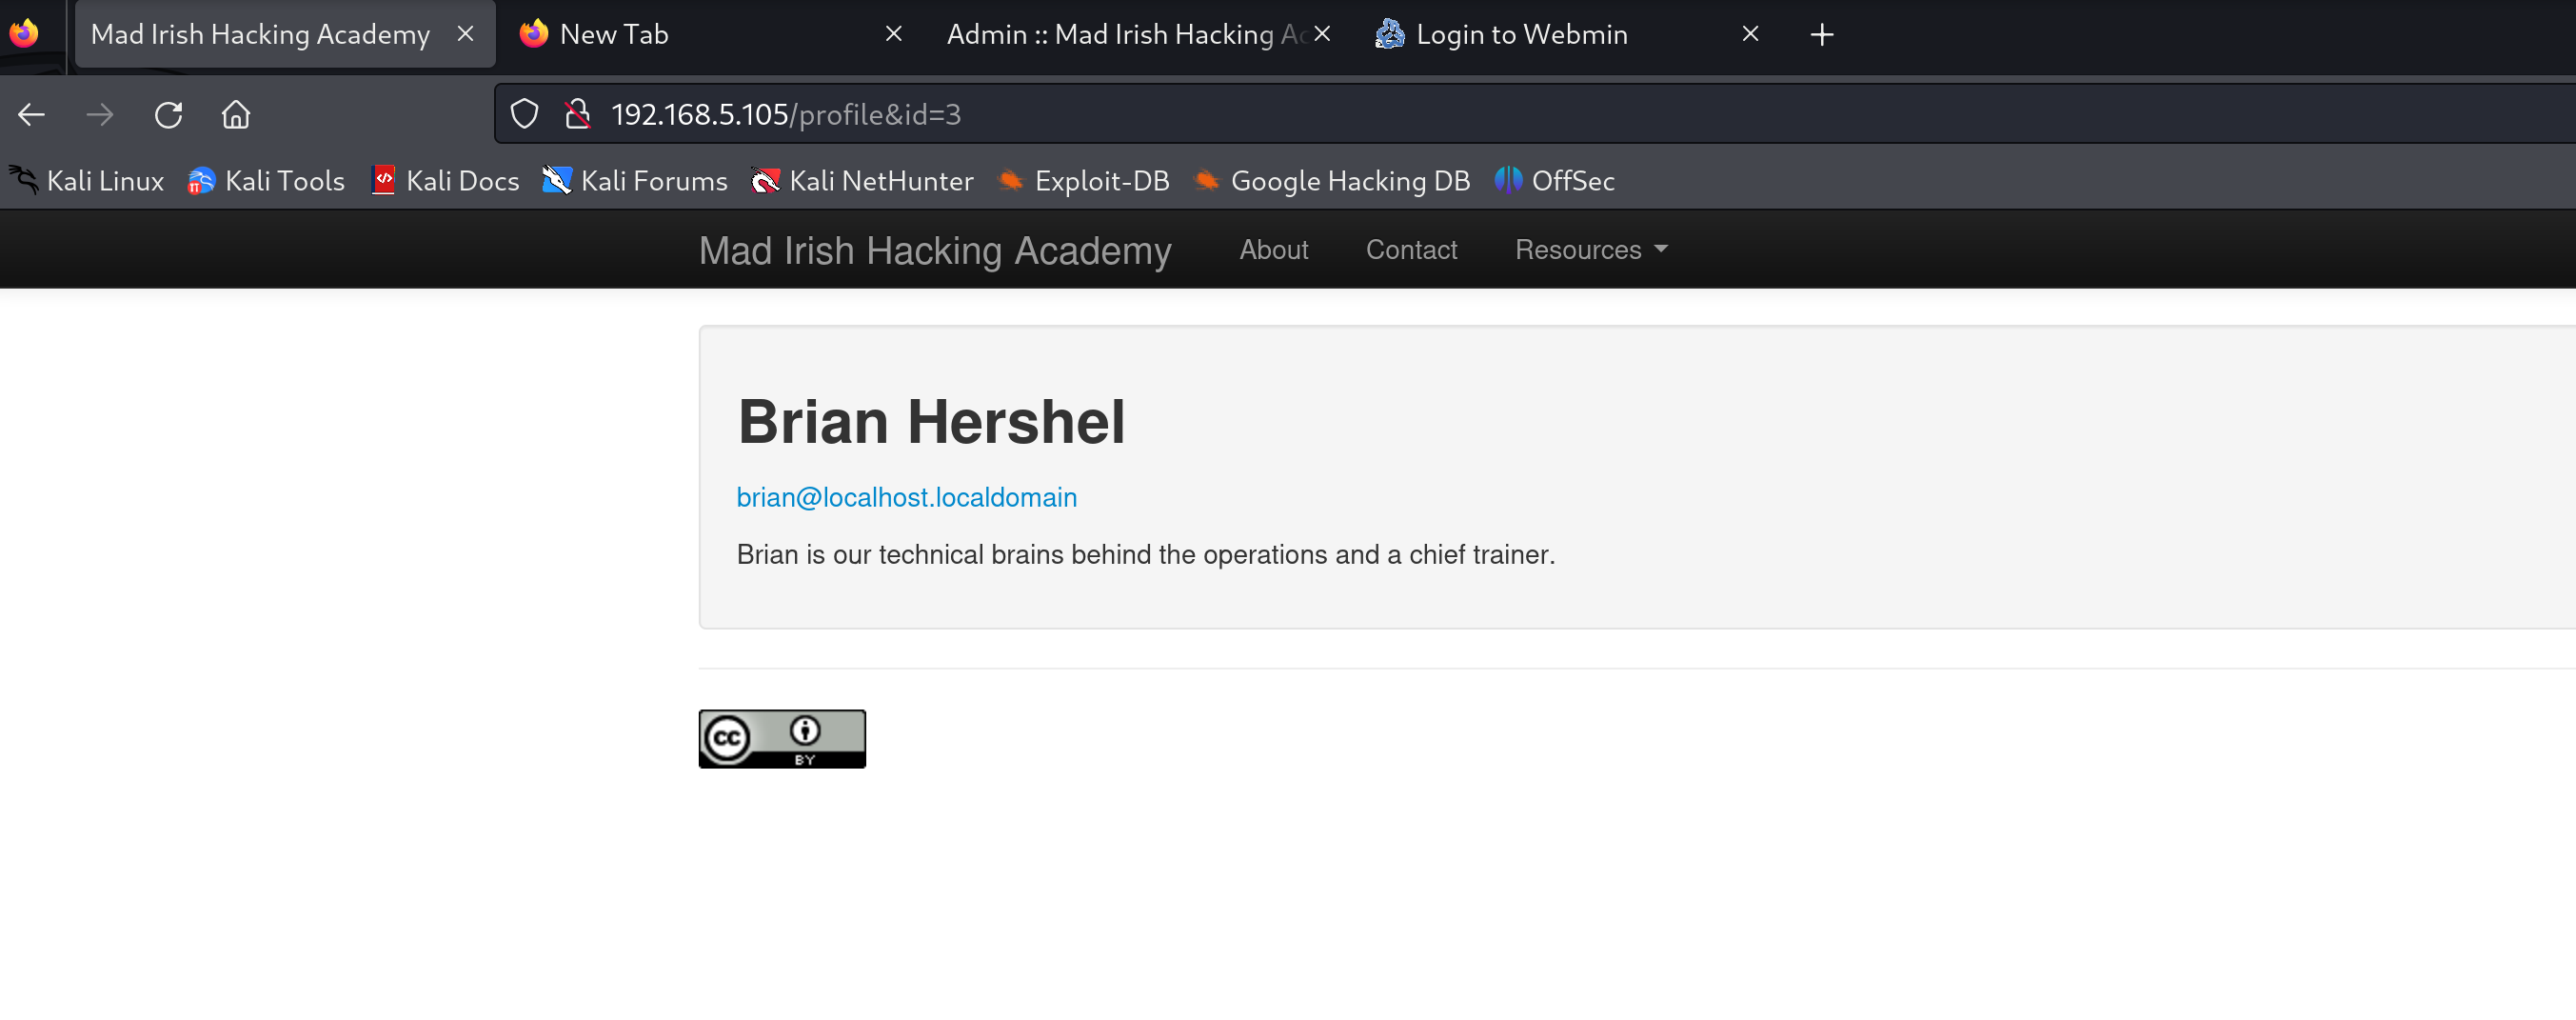 Mad Irish Hacking Academy New Tab Admin :: Mad Irish Hacking Ac Login to Webmin
192.168.5.105/profile&id=3
Kali Linux Kali Tools Kali Docs Kali Forums Kali NetHunter Exploit-DB Google Hacking DB OffSec
Mad Irish Hacking Academy About Contact Resources
Brian Hershel
brian@localhost.localdomain
Brian is our technical brains behind the operations and a chief trainer.
cc BY